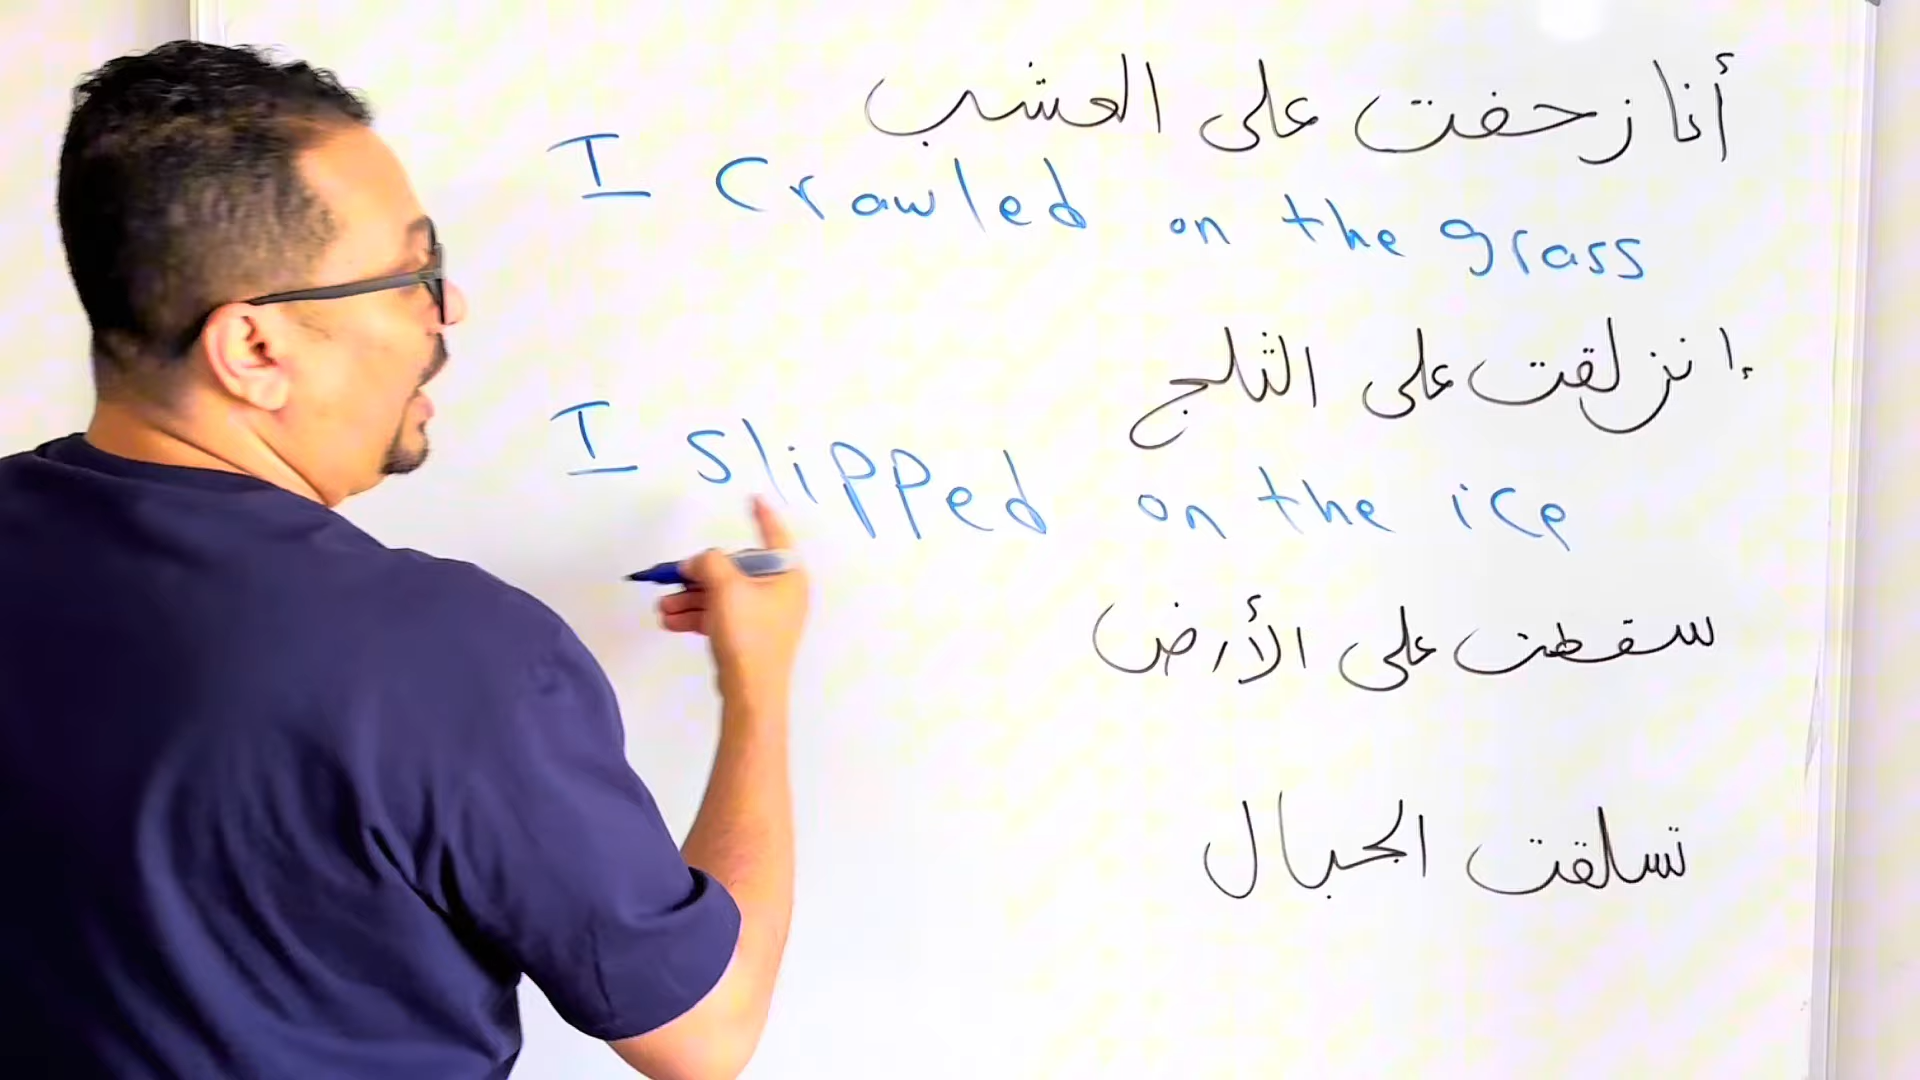 أنا زحفت على العشب
I crawled on the grass
إنزلقت على الثلج
I slipped on the ice
سقطت على الأرض
تسلقت الجبال